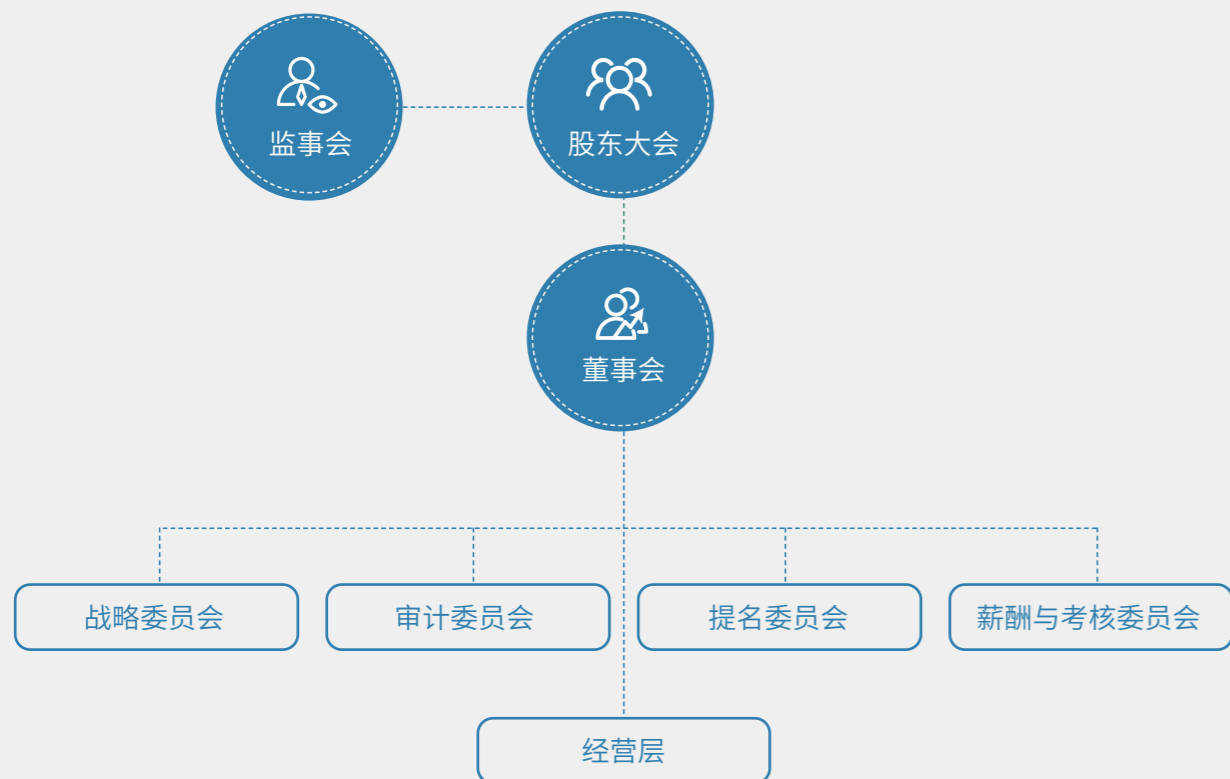 监事会
股东大会
董事会
战略委员会
审计委员会
提名委员会
薪酬与考核委员会
经营层